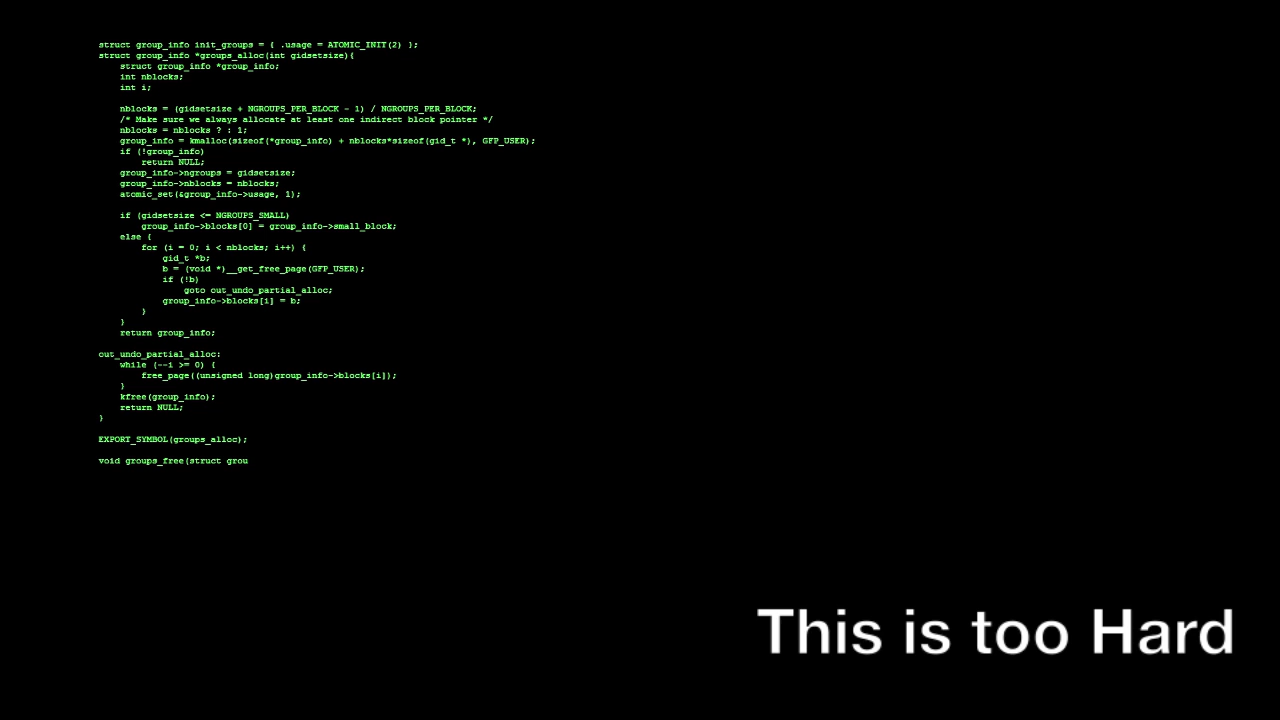 struct group_info init_groups = { .usage = ATOMIC_INIT(2) };
struct group_info *groups_alloc(int gidsetsize){
    struct group_info *group_info;
    int nblocks;
    int i;

    nblocks = (gidsetsize + NGROUPS_PER_BLOCK - 1) / NGROUPS_PER_BLOCK;
    /* Make sure we always allocate at least one indirect block pointer */
    nblocks = nblocks ? : 1;
    group_info = kmalloc(sizeof(*group_info) + nblocks*sizeof(gid_t *), GFP_USER);
    if (!group_info)
        return NULL;
    group_info->ngroups = gidsetsize;
    group_info->nblocks = nblocks;
    atomic_set(&group_info->usage, 1);

    if (gidsetsize <= NGROUPS_SMALL)
        group_info->blocks[0] = group_info->small_block;
    else {
        for (i = 0; i < nblocks; i++) {
            gid_t *b;
            b = (void *)__get_free_page(GFP_USER);
            if (!b)
                goto out_undo_partial_alloc;
            group_info->blocks[i] = b;
        }
    }
    return group_info;

out_undo_partial_alloc:
    while (--i >= 0) {
        free_page((unsigned long)group_info->blocks[i]);
    }
    kfree(group_info);
    return NULL;
}

EXPORT_SYMBOL(groups_alloc);

void groups_free(struct grou
This is too Hard